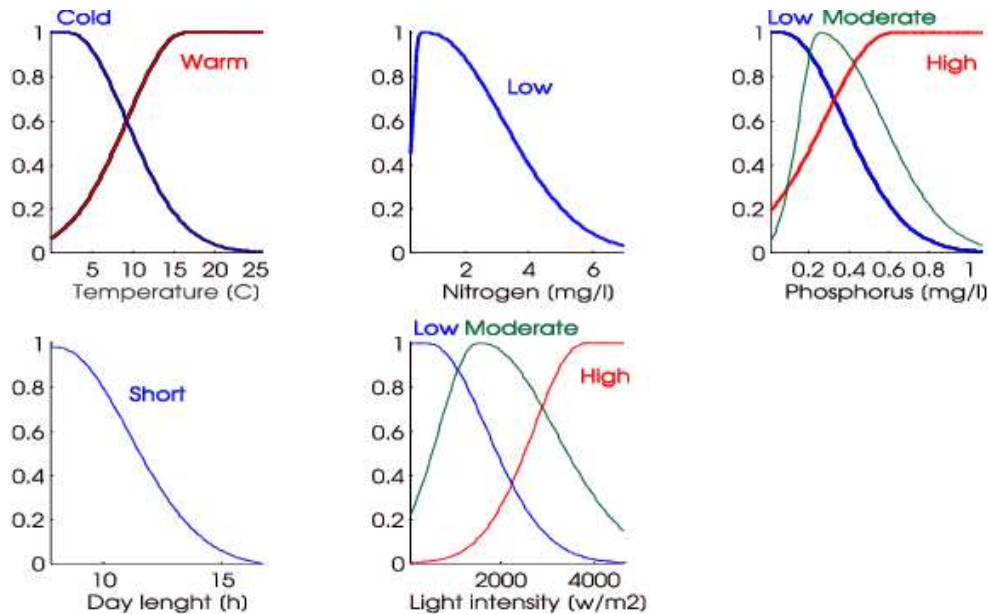 Cold
Warm
1
0.8
0.6
0.4
0.2
0
5 10 15 20 25
Temperature [C]
Low
1
0.8
0.6
0.4
0.2
0
2 4 6
Nitrogen [mg/l]
Low Moderate
High
1
0.8
0.6
0.4
0.2
0
0.2 0.4 0.6 0.8 1
Phosphorus [mg/l]
Short
1
0.8
0.6
0.4
0.2
0
10 15
Day lenght [h]
Low Moderate
High
1
0.8
0.6
0.4
0.2
0
2000 4000
Light intensity [w/m2]